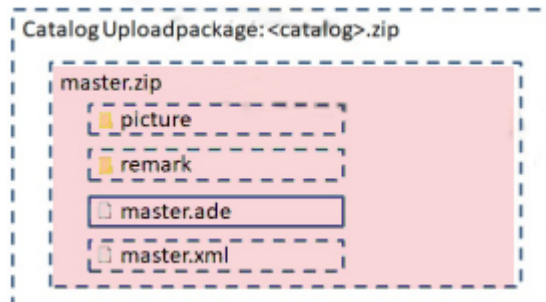 Catalog Uploadpackage: <catalog>.zip
master.zip
picture
remark
master.ade
master.xml